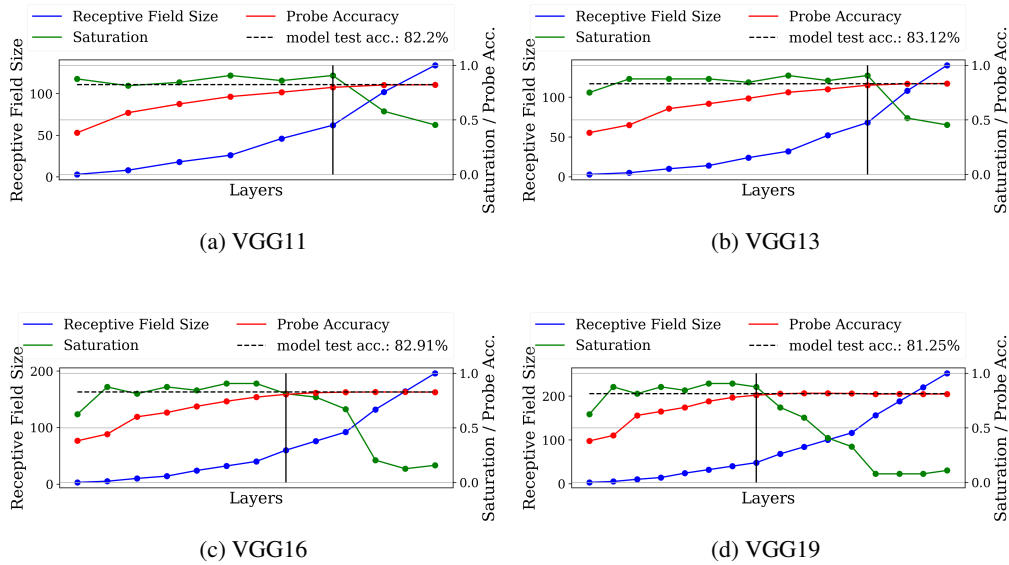 Receptive Field Size
Probe Accuracy
Saturation
model test acc.: 82.2%
Receptive Field Size
100
50
0
Layers
1.0
0.5
0.0
Saturation / Probe Acc.
(a) VGG11
Receptive Field Size
Probe Accuracy
Saturation
model test acc.: 83.12%
Receptive Field Size
100
50
0
Layers
1.0
0.5
0.0
Saturation / Probe Acc.
(b) VGG13
Receptive Field Size
Probe Accuracy
Saturation
model test acc.: 82.91%
Receptive Field Size
200
100
0
Layers
1.0
0.5
0.0
Saturation / Probe Acc.
(c) VGG16
Receptive Field Size
Probe Accuracy
Saturation
model test acc.: 81.25%
Receptive Field Size
200
100
0
Layers
1.0
0.5
0.0
Saturation / Probe Acc.
(d) VGG19